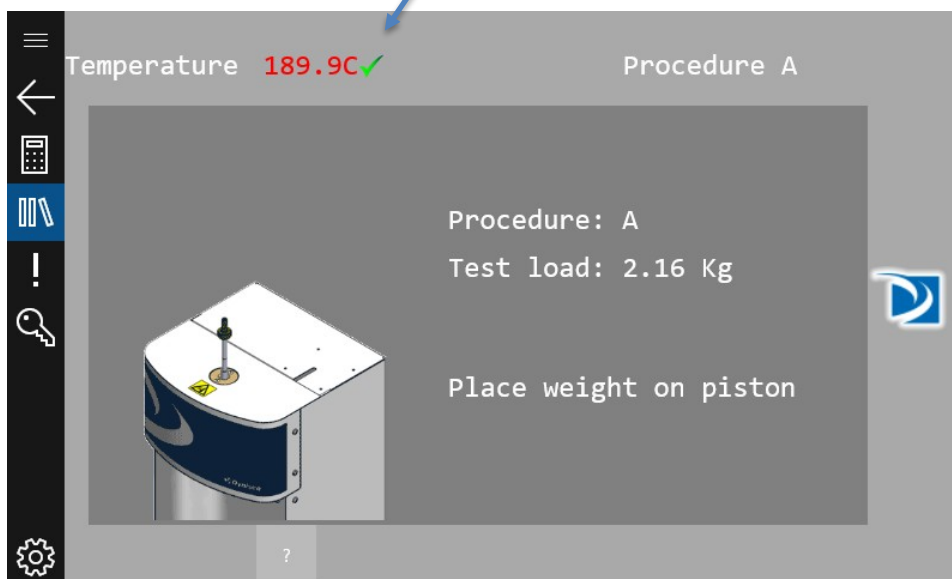 Temperature 189.9C Procedure A
Procedure: A
Test load: 2.16 Kg
Place weight on piston
?